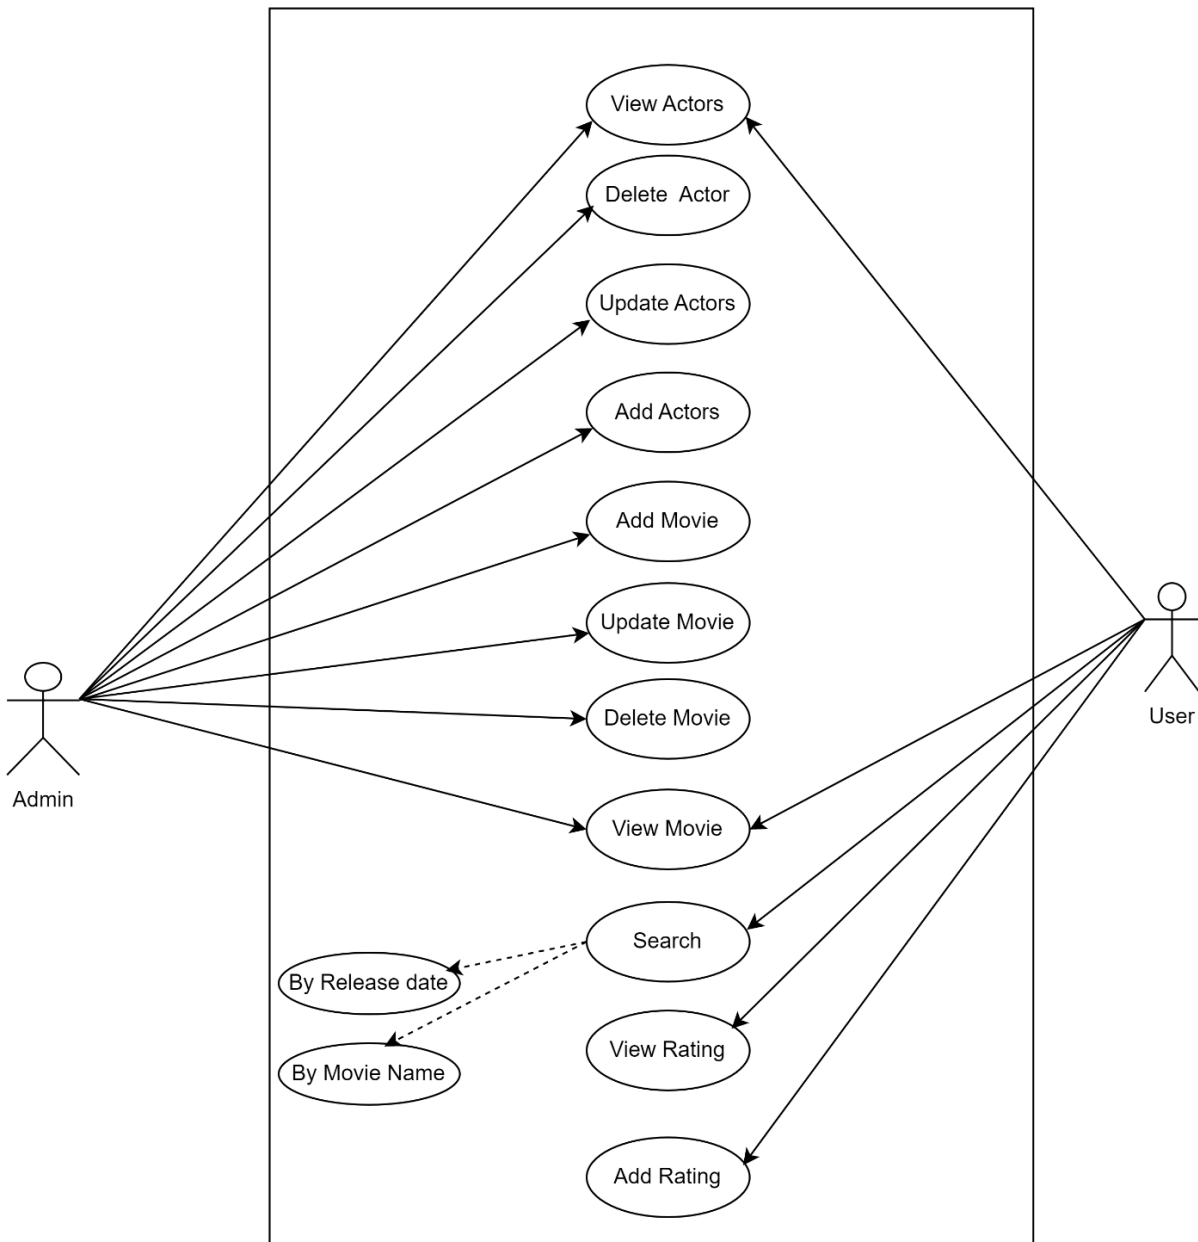 View Actors
Delete  Actor
Update Actors
Add Actors
Add Movie
Update Movie
Delete Movie
User
Admin
View Movie
Search
By Release date
View Rating
By Movie Name
Add Rating